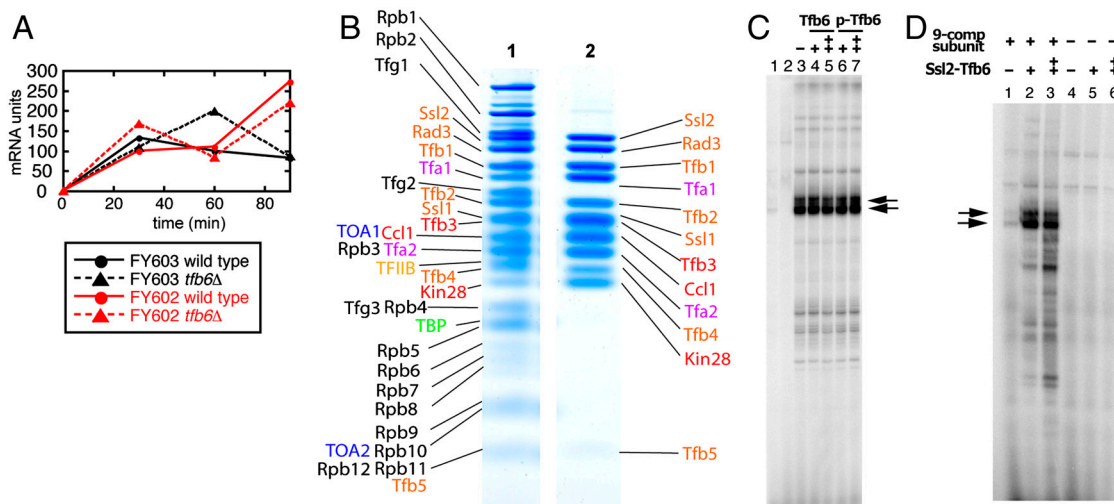 A
mRNA units
300
250
200
150
100
50
0
0 20 40 60 80
time (min)
FY603 wild type
FY603 tfb6Δ
FY602 wild type
FY602 tfb6Δ
B
1 2
Rpb1
Rpb2
Tfg1
Ssl2
Rad3
Tfb1
Tfa1
Tfg2
Tfb2
Ssl1
Tfb3
TOA1 Ccl1
Rpb3 Tfa2
TFIIB
Tfb4
Kin28
Tfg3 Rpb4
TBP
Rpb5
Rpb6
Rpb7
Rpb8
Rpb9
TOA2 Rpb10
Rpb12 Rpb11
Tfb5
Ssl2
Rad3
Tfb1
Tfa1
Tfb2
Ssl1
Tfb3
Ccl1
Tfa2
Tfb4
Kin28
Tfb5
C
Tfb6 p-Tfb6
− + ‡ + ‡
1 2 3 4 5 6 7
D
9-comp
subunit + + + − − −
Ssl2-Tfb6 − + ‡ − + ‡
1 2 3 4 5 6